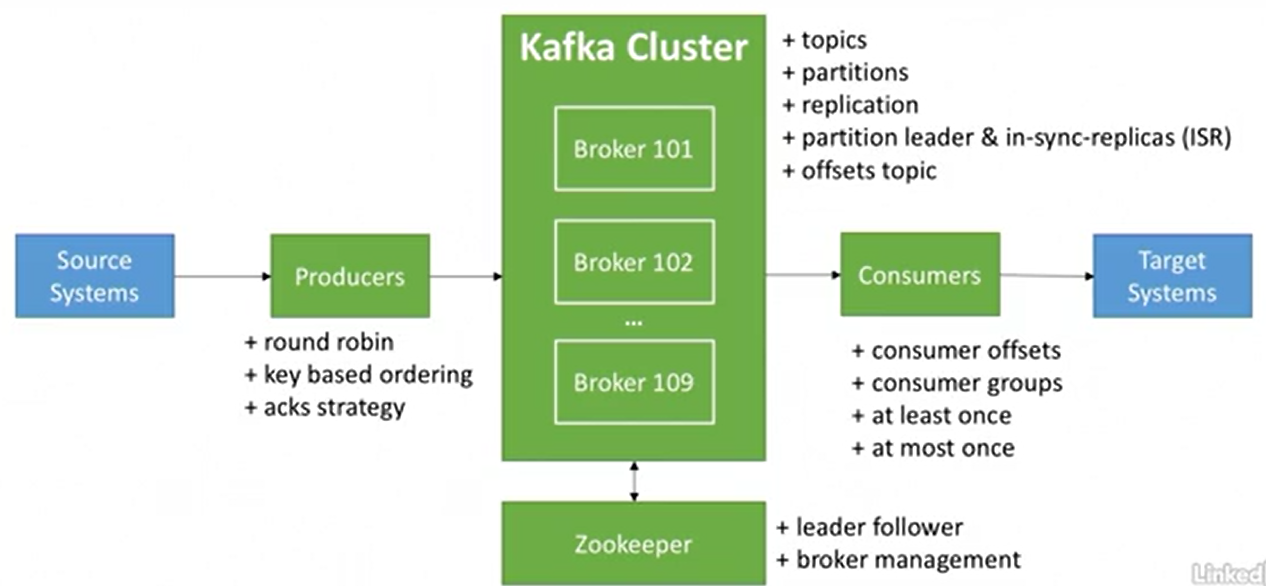 Kafka Cluster
Broker 101
Broker 102
...
Broker 109
+ topics
+ partitions
+ replication
+ partition leader & in-sync-replicas (ISR)
+ offsets topic
Source
Systems
Producers
+ round robin
+ key based ordering
+ acks strategy
Consumers
+ consumer offsets
+ consumer groups
+ at least once
+ at most once
Target
Systems
Zookeeper
+ leader follower
+ broker management
Linked